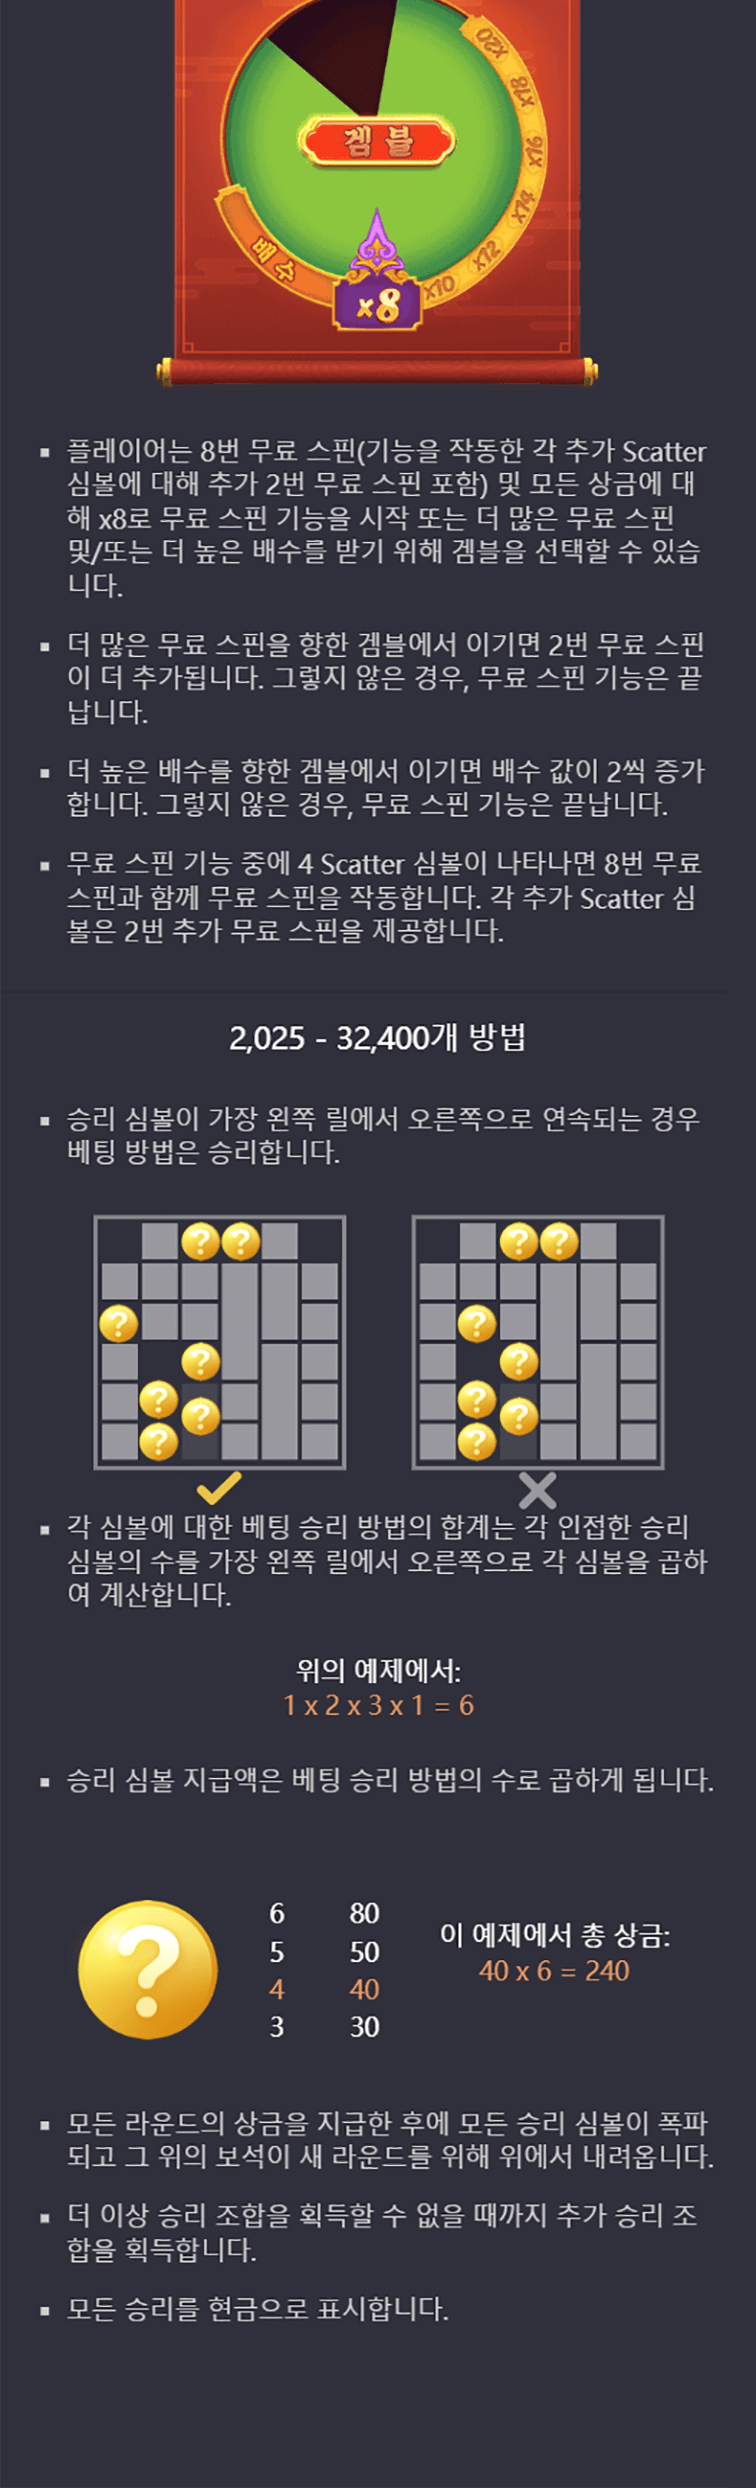 x20
x18
x16
x14
x12
x10
겜블
배수
x8
플레이어는 8번 무료 스핀(기능을 작동한 각 추가 Scatter
심볼에 대해 추가 2번 무료 스핀 포함) 및 모든 상금에 대
해 x8로 무료 스핀 기능을 시작 또는 더 많은 무료 스핀
및/또는 더 높은 배수를 받기 위해 겜블을 선택할 수 있습
니다.
더 많은 무료 스핀을 향한 겜블에서 이기면 2번 무료 스핀
이 더 추가됩니다. 그렇지 않은 경우, 무료 스핀 기능은 끝
납니다.
더 높은 배수를 향한 겜블에서 이기면 배수 값이 2씩 증가
합니다. 그렇지 않은 경우, 무료 스핀 기능은 끝납니다.
무료 스핀 기능 중에 4 Scatter 심볼이 나타나면 8번 무료
스핀과 함께 무료 스핀을 작동합니다. 각 추가 Scatter 심
볼은 2번 추가 무료 스핀을 제공합니다.
2,025 - 32,400개 방법
승리 심볼이 가장 왼쪽 릴에서 오른쪽으로 연속되는 경우
베팅 방법은 승리합니다.
? ? ? ?
? ?
? ?
? ? ? ?
? ?
? ?
각 심볼에 대한 베팅 승리 방법의 합계는 각 인접한 승리
심볼의 수를 가장 왼쪽 릴에서 오른쪽으로 각 심볼을 곱하
여 계산합니다.
위의 예제에서:
1 x 2 x 3 x 1 = 6
승리 심볼 지급액은 베팅 승리 방법의 수로 곱하게 됩니다.
?
6 80
5 50
4 40
3 30
이 예제에서 총 상금:
40 x 6 = 240
모든 라운드의 상금을 지급한 후에 모든 승리 심볼이 폭파
되고 그 위의 보석이 새 라운드를 위해 위에서 내려옵니다.
더 이상 승리 조합을 획득할 수 없을 때까지 추가 승리 조
합을 획득합니다.
모든 승리를 현금으로 표시합니다.